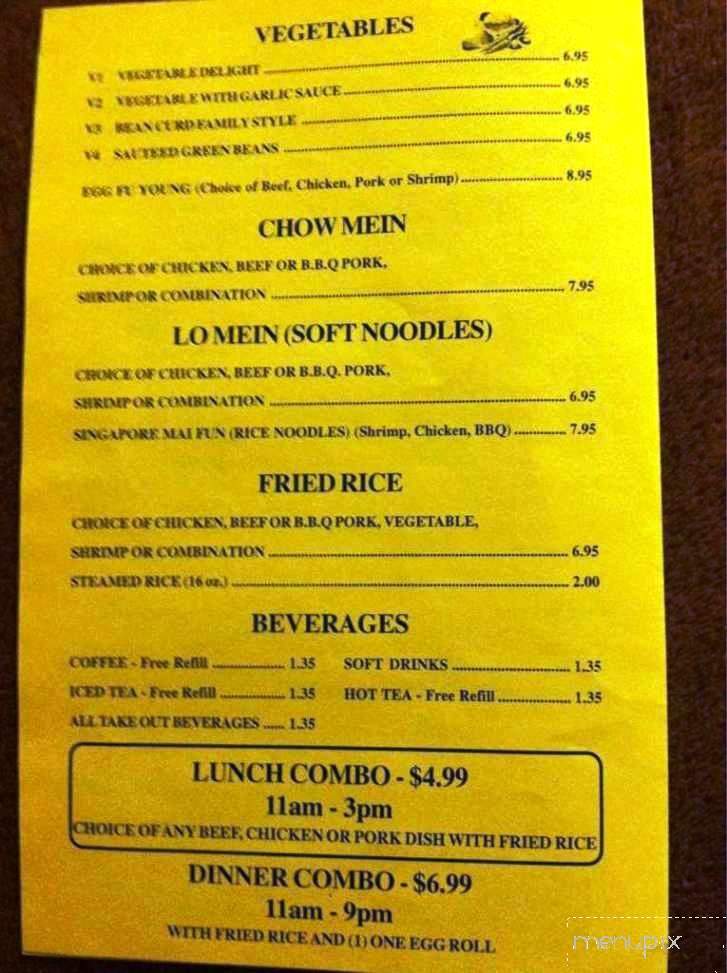 VEGETABLES
V1 VEGETABLE DELIGHT 6.95
V2 VEGETABLE WITH GARLIC SAUCE 6.95
V3 BEAN CURD FAMILY STYLE 6.95
V4 SAUTEED GREEN BEANS 6.95
EGG FU YOUNG (Choice of Beef, Chicken, Pork or Shrimp) 8.95
CHOW MEIN
CHOICE OF CHICKEN, BEEF OR B.B.Q PORK,
SHRIMP OR COMBINATION 7.95
LO MEIN (SOFT NOODLES)
CHOICE OF CHICKEN, BEEF OR B.B.Q. PORK,
SHRIMP OR COMBINATION 6.95
SINGAPORE MAI FUN (RICE NOODLES) (Shrimp, Chicken, BBQ) 7.95
FRIED RICE
CHOICE OF CHICKEN, BEEF OR B.B.Q PORK, VEGETABLE,
SHRIMP OR COMBINATION 6.95
STEAMED RICE (16 oz.) 2.00
BEVERAGES
COFFEE - Free Refill 1.35 SOFT DRINKS 1.35
ICED TEA - Free Refill 1.35 HOT TEA - Free Refill 1.35
ALL TAKE OUT BEVERAGES 1.35
LUNCH COMBO - $4.99
11am - 3pm
CHOICE OF ANY BEEF, CHICKEN OR PORK DISH WITH FRIED RICE
DINNER COMBO - $6.99
11am - 9pm
WITH FRIED RICE AND (1) ONE EGG ROLL
menupix